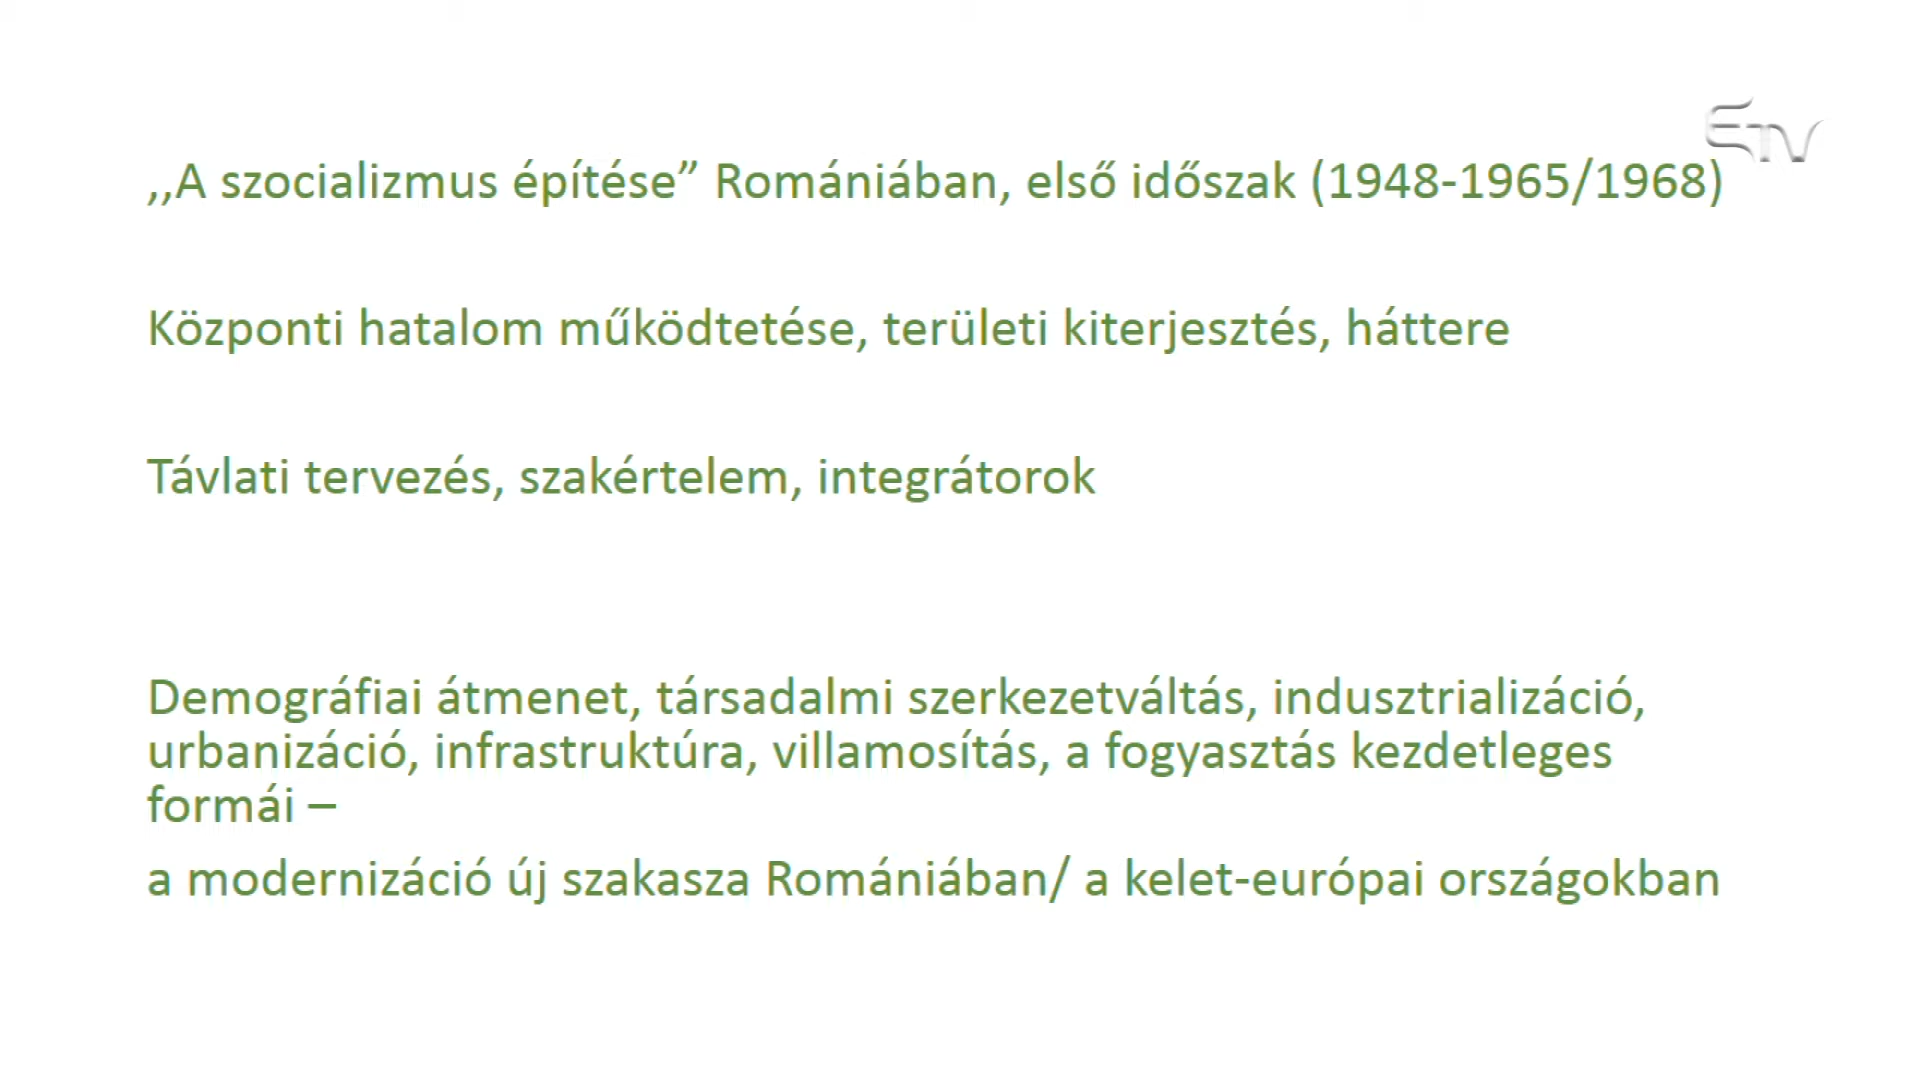 ,,A szocializmus építése” Romániában, első időszak (1948-1965/1968)
ETV
Központi hatalom működtetése, területi kiterjesztés, háttere
Távlati tervezés, szakértelem, integrátorok
Demográfiai átmenet, társadalmi szerkezetváltás, indusztrializáció,
urbanizáció, infrastruktúra, villamosítás, a fogyasztás kezdetleges
formái –
a modernizáció új szakasza Romániában/ a kelet-európai országokban